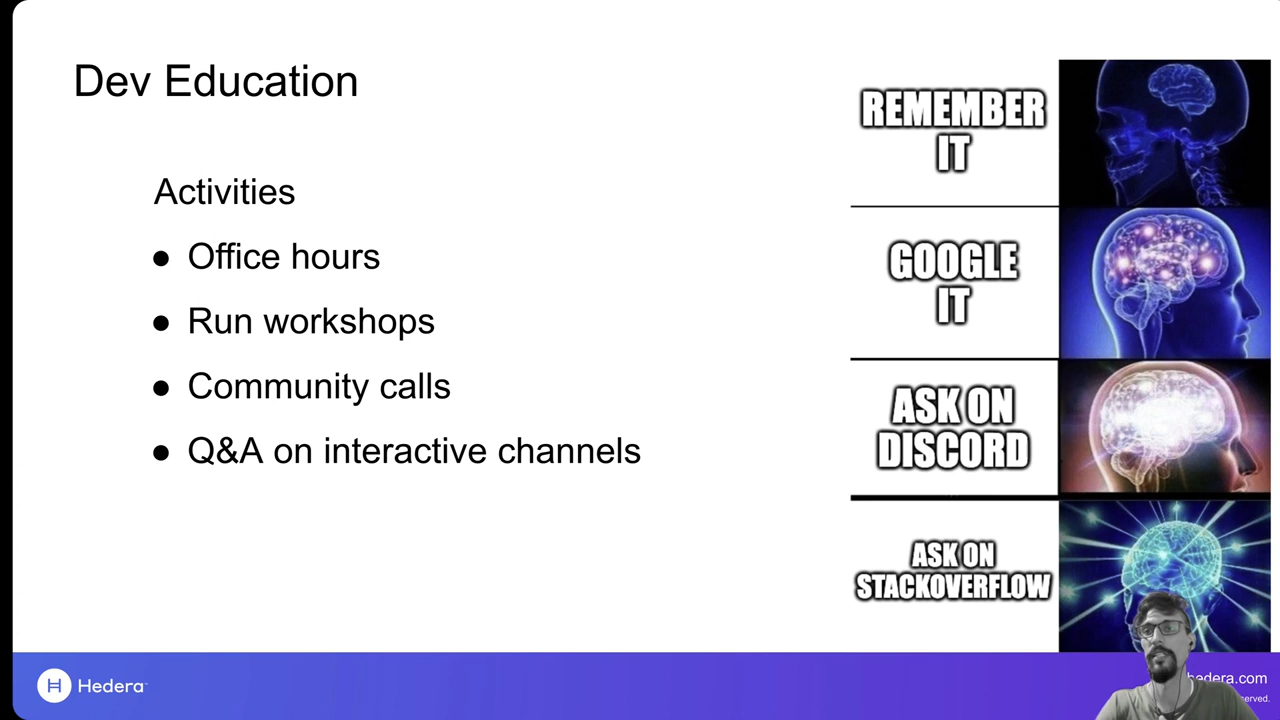 Dev Education
Activities
● Office hours
● Run workshops
● Community calls
● Q&A on interactive channels
REMEMBER
IT
GOOGLE
IT
ASK ON
DISCORD
ASK ON
STACKOVERFLOW
H Hedera
hedera.com